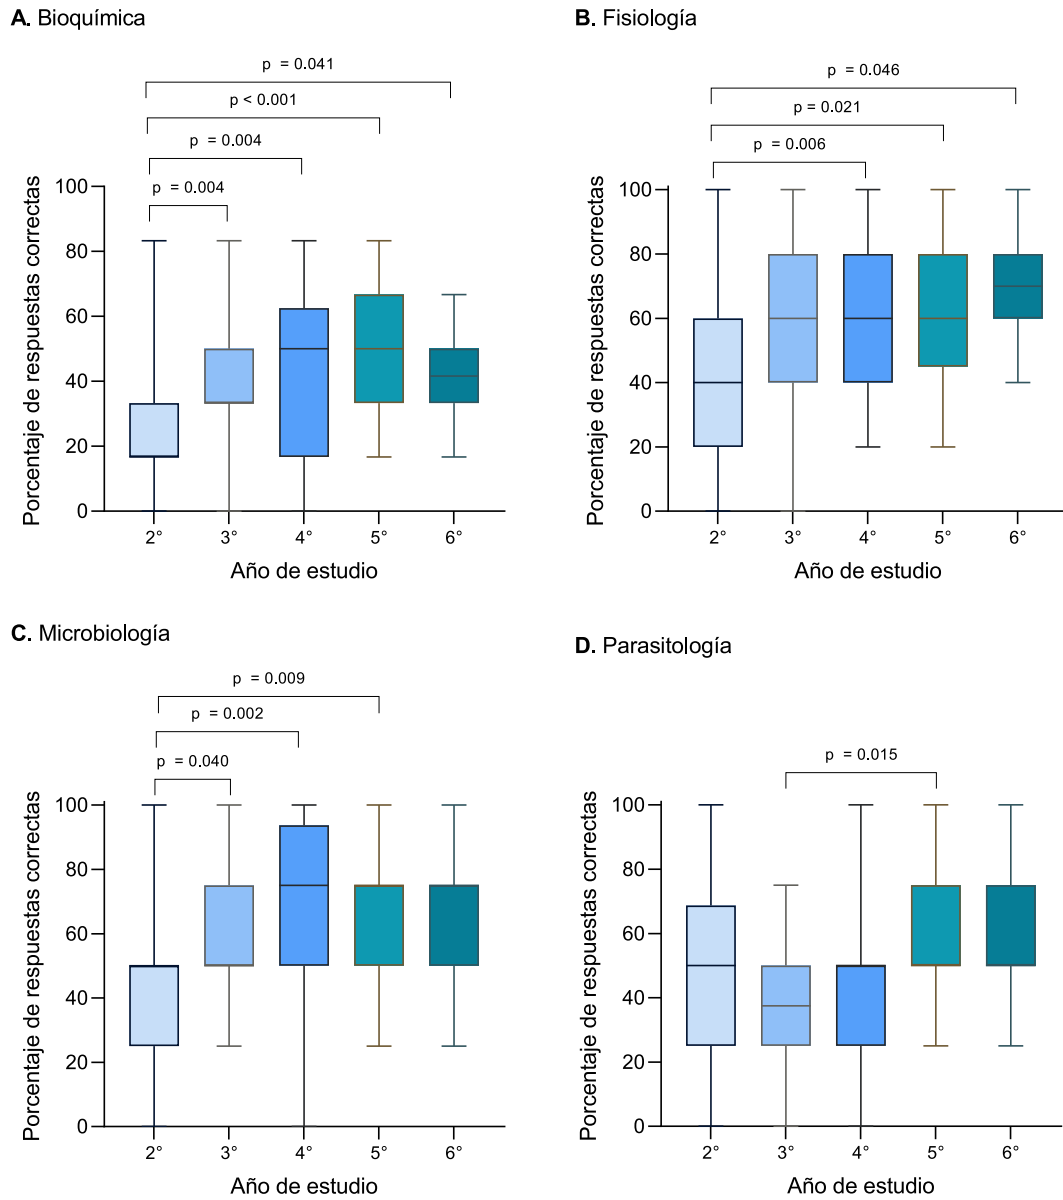 A. Bioquímica
p = 0.041
p < 0.001
p = 0.004
p = 0.004
Porcentaje de respuestas correctas
100
80
60
40
20
0
2° 3° 4° 5° 6°
Año de estudio
B. Fisiología
p = 0.046
p = 0.021
p = 0.006
Porcentaje de respuestas correctas
100
80
60
40
20
0
2° 3° 4° 5° 6°
Año de estudio
C. Microbiología
p = 0.009
p = 0.002
p = 0.040
Porcentaje de respuestas correctas
100
80
60
40
20
0
2° 3° 4° 5° 6°
Año de estudio
D. Parasitología
p = 0.015
Porcentaje de respuestas correctas
100
80
60
40
20
0
2° 3° 4° 5° 6°
Año de estudio